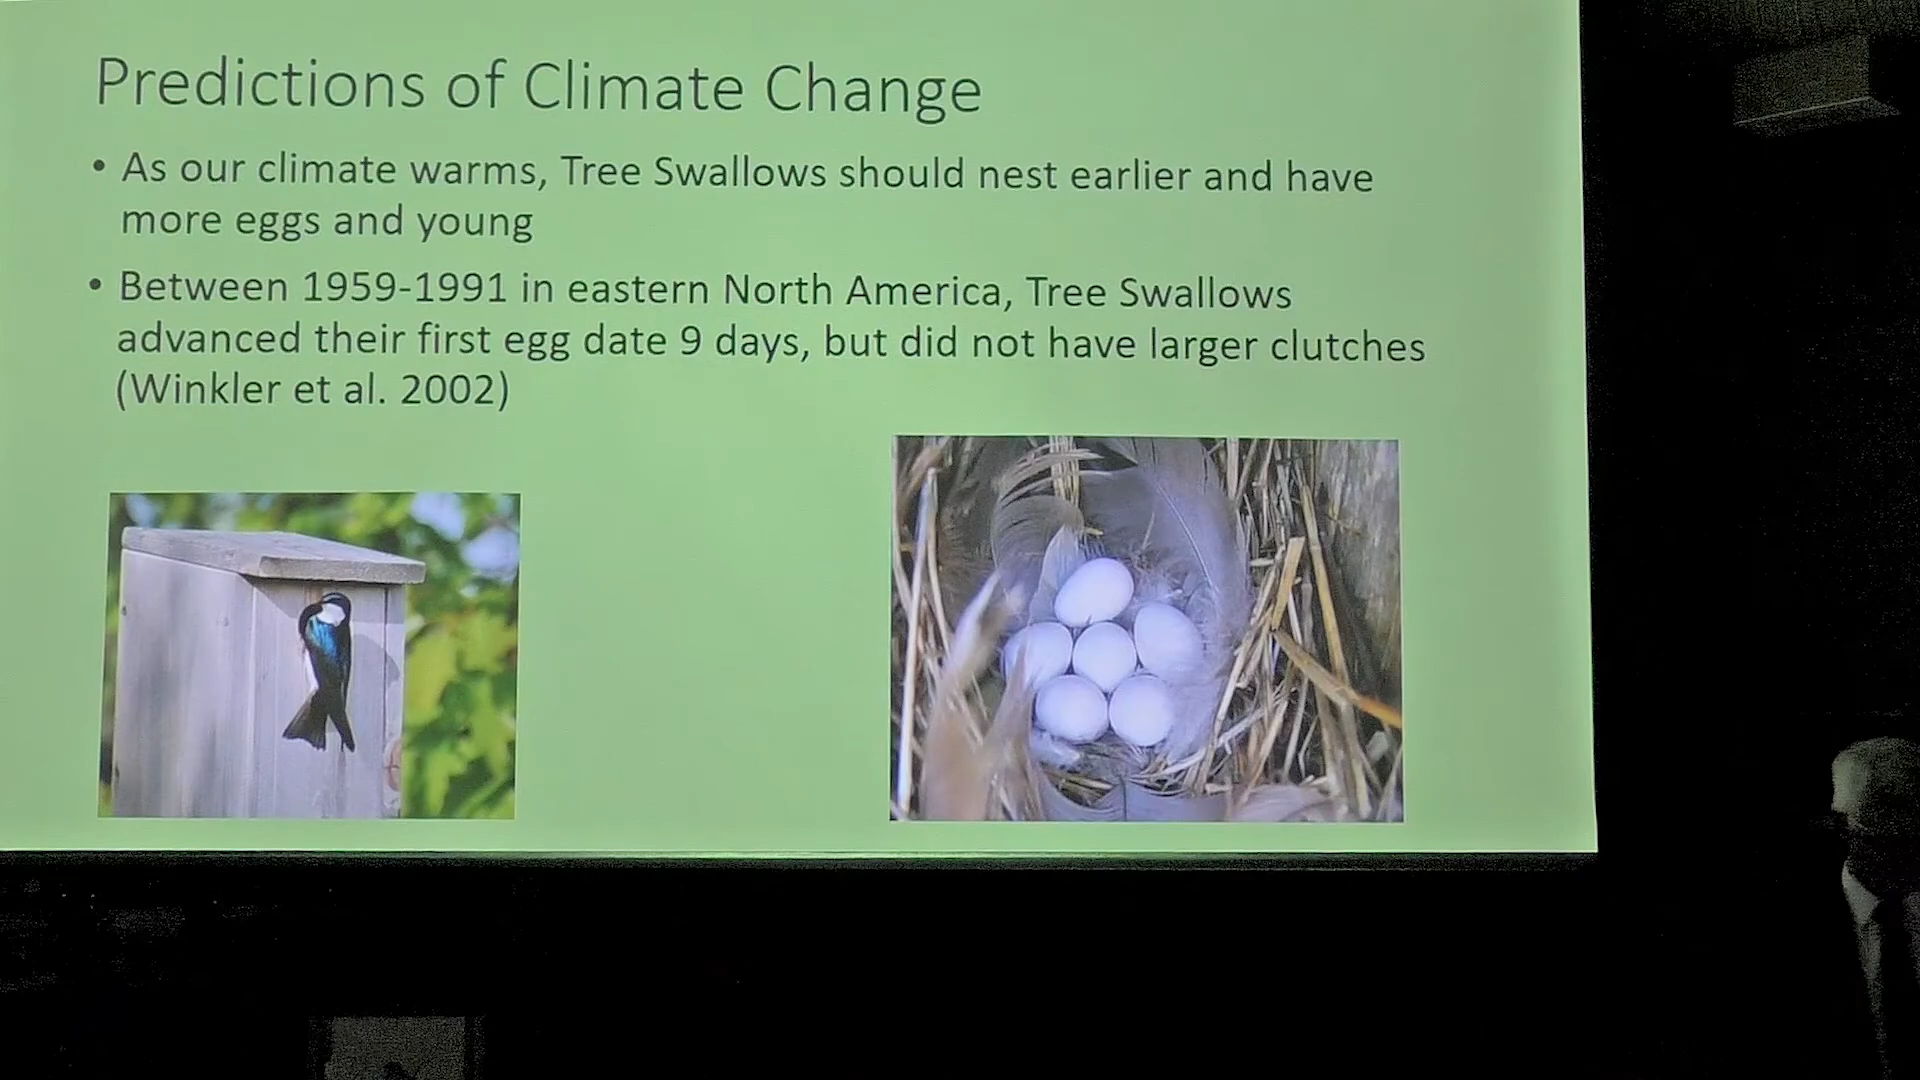 Predictions of Climate Change
• As our climate warms, Tree Swallows should nest earlier and have
more eggs and young
• Between 1959-1991 in eastern North America, Tree Swallows
advanced their first egg date 9 days, but did not have larger clutches
(Winkler et al. 2002)